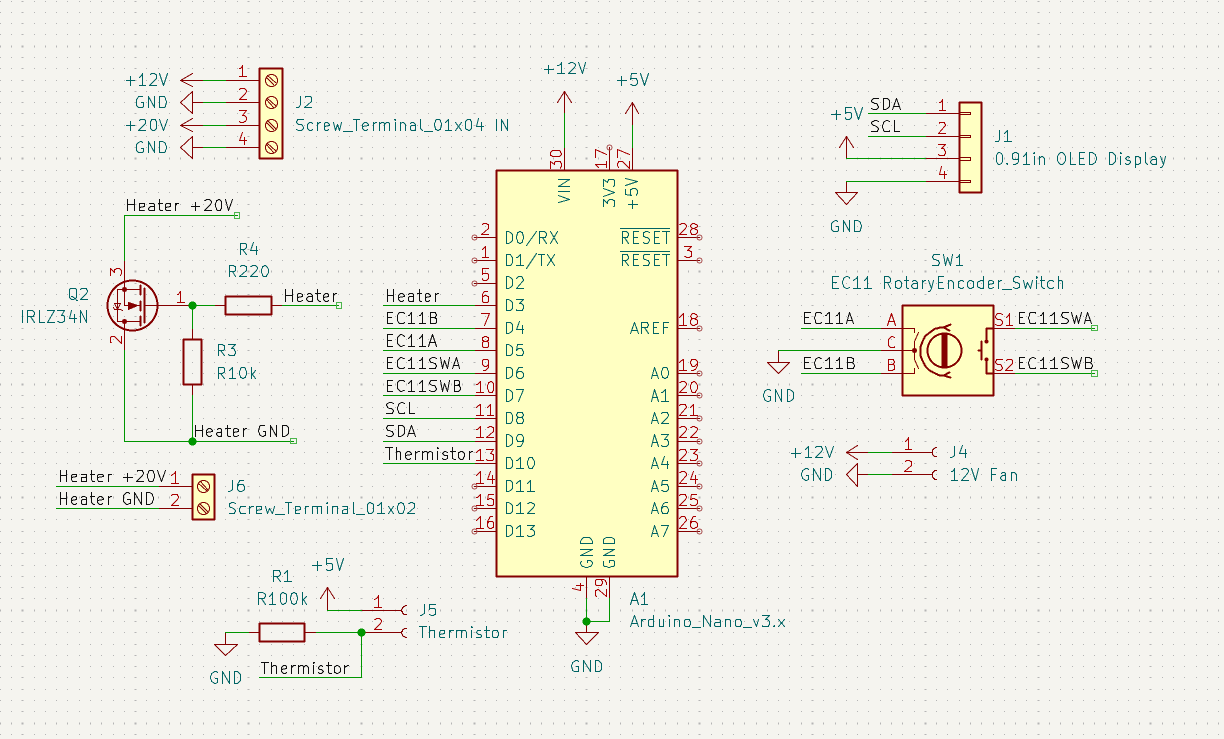 +12V 1
GND 2
+20V 3
GND 4
J2
Screw_Terminal_01x04 IN
Heater +20V
R4
R220
Heater
Q2
IRLZ34N
3
1
2
R3
R10k
Heater GND
Heater +20V 1
Heater GND 2
J6
Screw_Terminal_01x02
R1
R100k
+5V
1
2
J5
Thermistor
GND
Thermistor
+12V
+5V
30
17
27
VIN
3V3
+5V
2 D0/RX
1 D1/TX
5 D2
Heater 6 D3
EC11B 7 D4
EC11A 8 D5
EC11SWA 9 D6
EC11SWB 10 D7
SCL 11 D8
SDA 12 D9
Thermistor 13 D10
14 D11
15 D12
16 D13
RESET 28
RESET 3
AREF 18
A0 19
A1 20
A2 21
A3 22
A4 23
A5 24
A6 25
A7 26
GND
GND
4
29
A1
Arduino_Nano_v3.x
GND
SDA 1
+5V
SCL 2
3
4
J1
0.91in OLED Display
GND
SW1
EC11 RotaryEncoder_Switch
EC11A A
C
EC11B B
S1 EC11SWA
S2 EC11SWB
GND
+12V 1
GND 2
J4
12V Fan